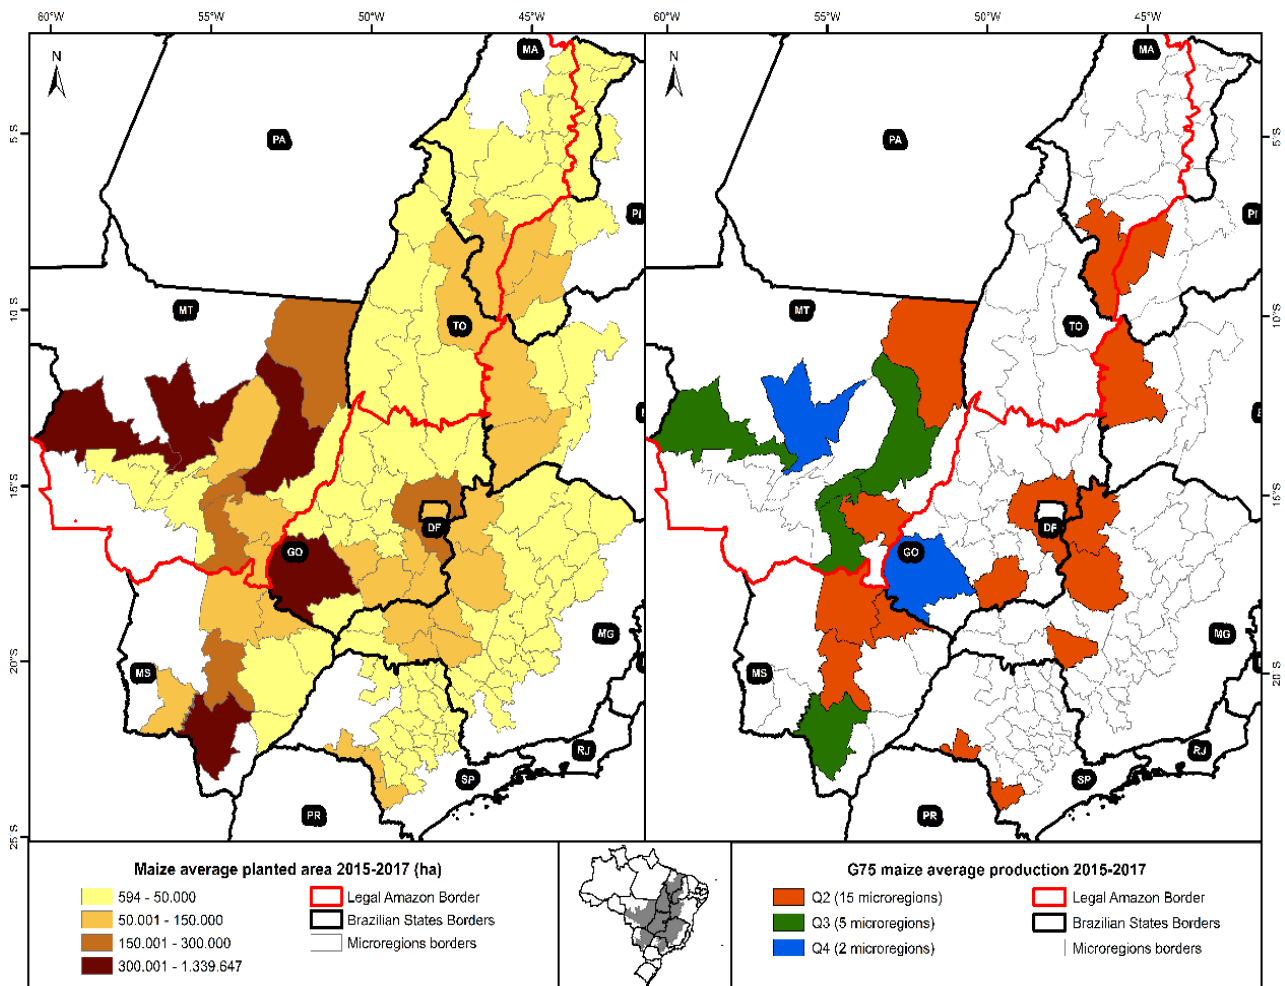 60°W 55°W 50°W 45°W 60°W 55°W 50°W 45°W
N
MA
PA
PI
MT
TO
DF
GO
MG
MS
RJ
SP
PR
5°S
10°S
15°S
20°S
25°S
N
MA
PA
PI
MT
TO
DF
GO
MG
MS
RJ
SP
PR
5°S
10°S
15°S
20°S
25°S
Maize average planted area 2015-2017 (ha)
594 - 50.000
50.001 - 150.000
150.001 - 300.000
300.001 - 1.339.647
Legal Amazon Border
Brazilian States Borders
Microregions borders
G75 maize average production 2015-2017
Q2 (15 microregions)
Q3 (5 microregions)
Q4 (2 microregions)
Legal Amazon Border
Brazilian States Borders
Microregions borders